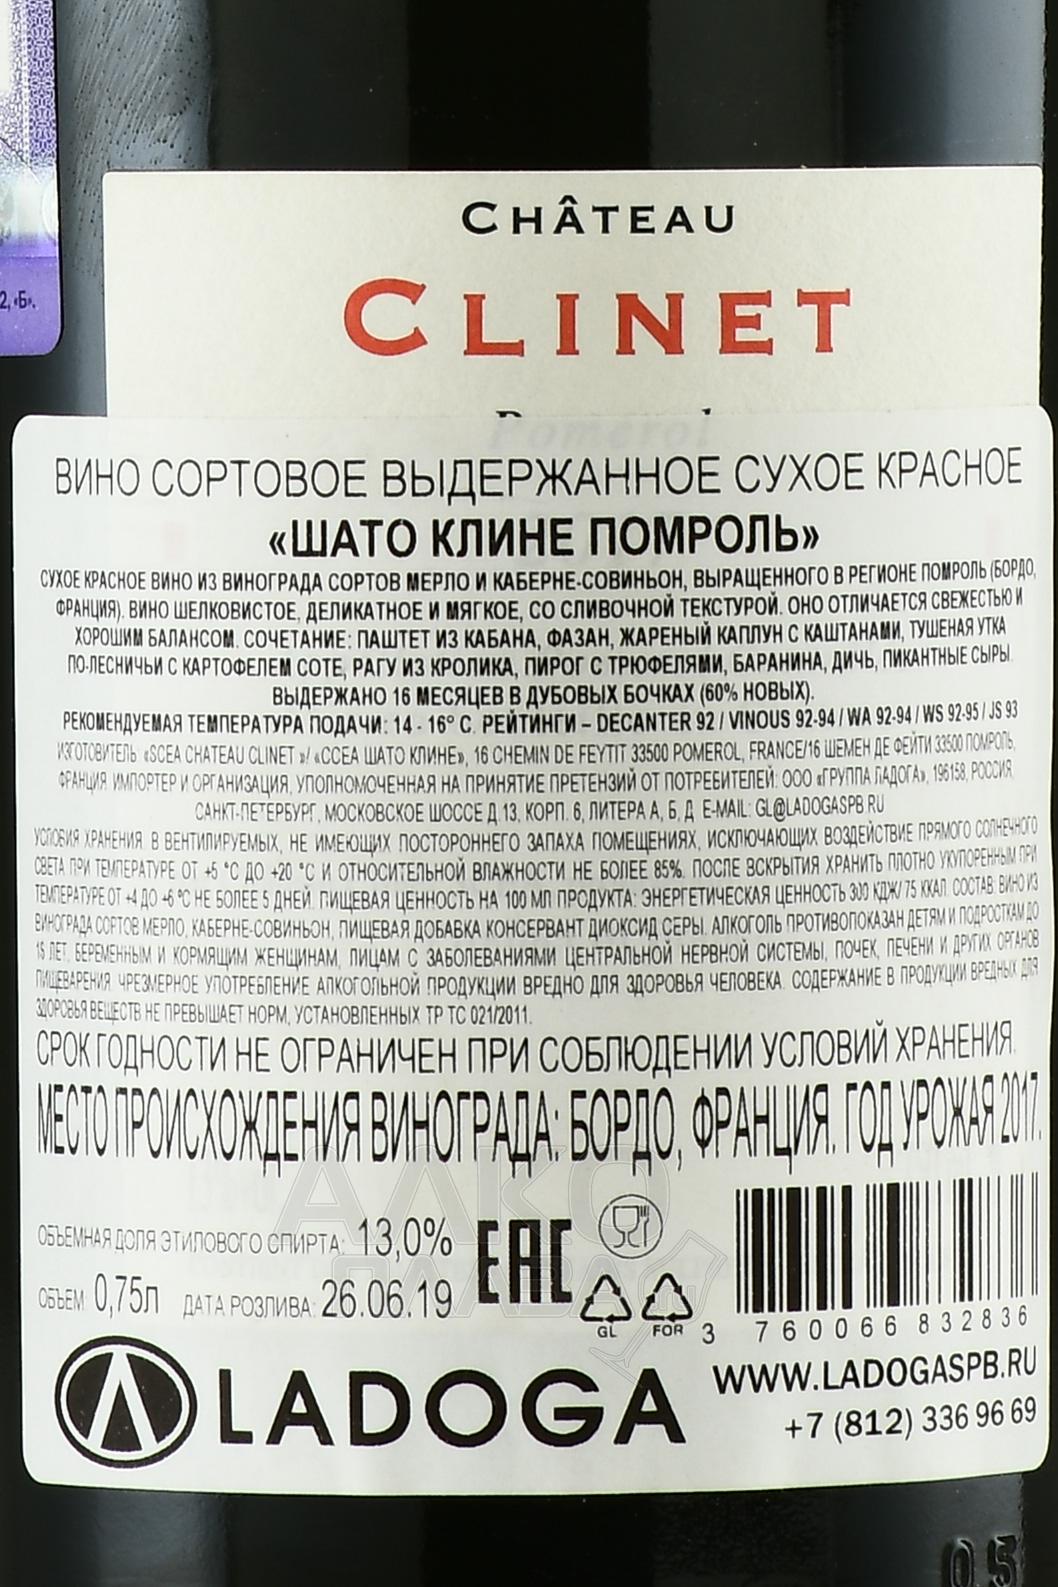 2, «Б».
CHÂTEAU
CLINET
Pomerol
ВИНО СОРТОВОЕ ВЫДЕРЖАННОЕ СУХОЕ КРАСНОЕ
«ШАТО КЛИНЕ ПОМРОЛЬ»
СУХОЕ КРАСНОЕ ВИНО ИЗ ВИНОГРАДА СОРТОВ МЕРЛО И КАБЕРНЕ-СОВИНЬОН, ВЫРАЩЕННОГО В РЕГИОНЕ ПОМРОЛЬ (БОРДО,
ФРАНЦИЯ). ВИНО ШЕЛКОВИСТОЕ, ДЕЛИКАТНОЕ И МЯГКОЕ, СО СЛИВОЧНОЙ ТЕКСТУРОЙ. ОНО ОТЛИЧАЕТСЯ СВЕЖЕСТЬЮ И
ХОРОШИМ БАЛАНСОМ. СОЧЕТАНИЕ: ПАШТЕТ ИЗ КАБАНА, ФАЗАН, ЖАРЕНЫЙ КАПЛУН С КАШТАНАМИ, ТУШЕНАЯ УТКА
ПО-ЛЕСНИЧЬИ С КАРТОФЕЛЕМ СОТЕ, РАГУ ИЗ КРОЛИКА, ПИРОГ С ТРЮФЕЛЯМИ, БАРАНИНА, ДИЧЬ, ПИКАНТНЫЕ СЫРЫ.
ВЫДЕРЖАНО 16 МЕСЯЦЕВ В ДУБОВЫХ БОЧКАХ (60% НОВЫХ).
РЕКОМЕНДУЕМАЯ ТЕМПЕРАТУРА ПОДАЧИ: 14 - 16° С. РЕЙТИНГИ – DECANTER 92 / VINOUS 92-94 / WA 92-94 / WS 92-95 / JS 93
ИЗГОТОВИТЕЛЬ «SCEA CHATEAU CLINET »/ «ССЕА ШАТО КЛИНЕ», 16 CHEMIN DE FEYTIT 33500 POMEROL, FRANCE/16 ШЕМЕН ДЕ ФЕЙТИ 33500 ПОМРОЛЬ,
ФРАНЦИЯ. ИМПОРТЕР И ОРГАНИЗАЦИЯ, УПОЛНОМОЧЕННАЯ НА ПРИНЯТИЕ ПРЕТЕНЗИЙ ОТ ПОТРЕБИТЕЛЕЙ: ООО «ГРУППА ЛАДОГА», 196158, РОССИЯ,
САНКТ-ПЕТЕРБУРГ, МОСКОВСКОЕ ШОССЕ Д.13, КОРП. 6, ЛИТЕРА А, Б, Д. E-MAIL: GL@LADOGASPB.RU
УСЛОВИЯ ХРАНЕНИЯ: В ВЕНТИЛИРУЕМЫХ, НЕ ИМЕЮЩИХ ПОСТОРОННЕГО ЗАПАХА ПОМЕЩЕНИЯХ, ИСКЛЮЧАЮЩИХ ВОЗДЕЙСТВИЕ ПРЯМОГО СОЛНЕЧНОГО
СВЕТА ПРИ ТЕМПЕРАТУРЕ ОТ +5 °С ДО +20 °С И ОТНОСИТЕЛЬНОЙ ВЛАЖНОСТИ НЕ БОЛЕЕ 85%. ПОСЛЕ ВСКРЫТИЯ ХРАНИТЬ ПЛОТНО УКУПОРЕННЫМ ПРИ
ТЕМПЕРАТУРЕ ОТ +4 ДО +6 °С НЕ БОЛЕЕ 5 ДНЕЙ. ПИЩЕВАЯ ЦЕННОСТЬ НА 100 МЛ ПРОДУКТА: ЭНЕРГЕТИЧЕСКАЯ ЦЕННОСТЬ 300 КДЖ/ 75 ККАЛ. СОСТАВ: ВИНО ИЗ
ВИНОГРАДА СОРТОВ МЕРЛО, КАБЕРНЕ-СОВИНЬОН, ПИЩЕВАЯ ДОБАВКА КОНСЕРВАНТ ДИОКСИД СЕРЫ. АЛКОГОЛЬ ПРОТИВОПОКАЗАН ДЕТЯМ И ПОДРОСТКАМ ДО
18 ЛЕТ, БЕРЕМЕННЫМ И КОРМЯЩИМ ЖЕНЩИНАМ, ЛИЦАМ С ЗАБОЛЕВАНИЯМИ ЦЕНТРАЛЬНОЙ НЕРВНОЙ СИСТЕМЫ, ПОЧЕК, ПЕЧЕНИ И ДРУГИХ ОРГАНОВ
ПИЩЕВАРЕНИЯ. ЧРЕЗМЕРНОЕ УПОТРЕБЛЕНИЕ АЛКОГОЛЬНОЙ ПРОДУКЦИИ ВРЕДНО ДЛЯ ЗДОРОВЬЯ ЧЕЛОВЕКА. СОДЕРЖАНИЕ В ПРОДУКЦИИ ВРЕДНЫХ ДЛЯ
ЗДОРОВЬЯ ВЕЩЕСТВ НЕ ПРЕВЫШАЕТ НОРМ, УСТАНОВЛЕННЫХ ТР ТС 021/2011.
СРОК ГОДНОСТИ НЕ ОГРАНИЧЕН ПРИ СОБЛЮДЕНИИ УСЛОВИЙ ХРАНЕНИЯ.
МЕСТО ПРОИСХОЖДЕНИЯ ВИНОГРАДА: БОРДО, ФРАНЦИЯ. ГОД УРОЖАЯ 2017.
ОБЪЕМНАЯ ДОЛЯ ЭТИЛОВОГО СПИРТА: 13,0%
ЕАС
ОБЪЕМ: 0,75л ДАТА РОЗЛИВА: 26.06.19
GL FOR
3 760066 832836
LADOGA
WWW.LADOGASPB.RU
+7 (812) 336 96 69
АЛКО
ПЛАВА
05